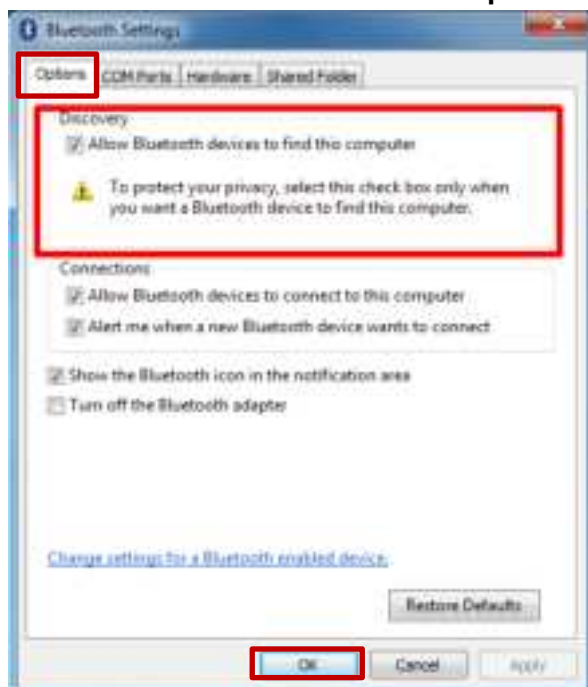 Bluetooth Settings
Options COM Ports Hardware Shared Folder
Discovery
Allow Bluetooth devices to find this computer
To protect your privacy, select this check box only when
you want a Bluetooth device to find this computer.
Connections
Allow Bluetooth devices to connect to this computer
Alert me when a new Bluetooth device wants to connect
Show the Bluetooth icon in the notification area
Turn off the Bluetooth adapter
Change settings for a Bluetooth enabled device.
Restore Defaults
OK Cancel Apply